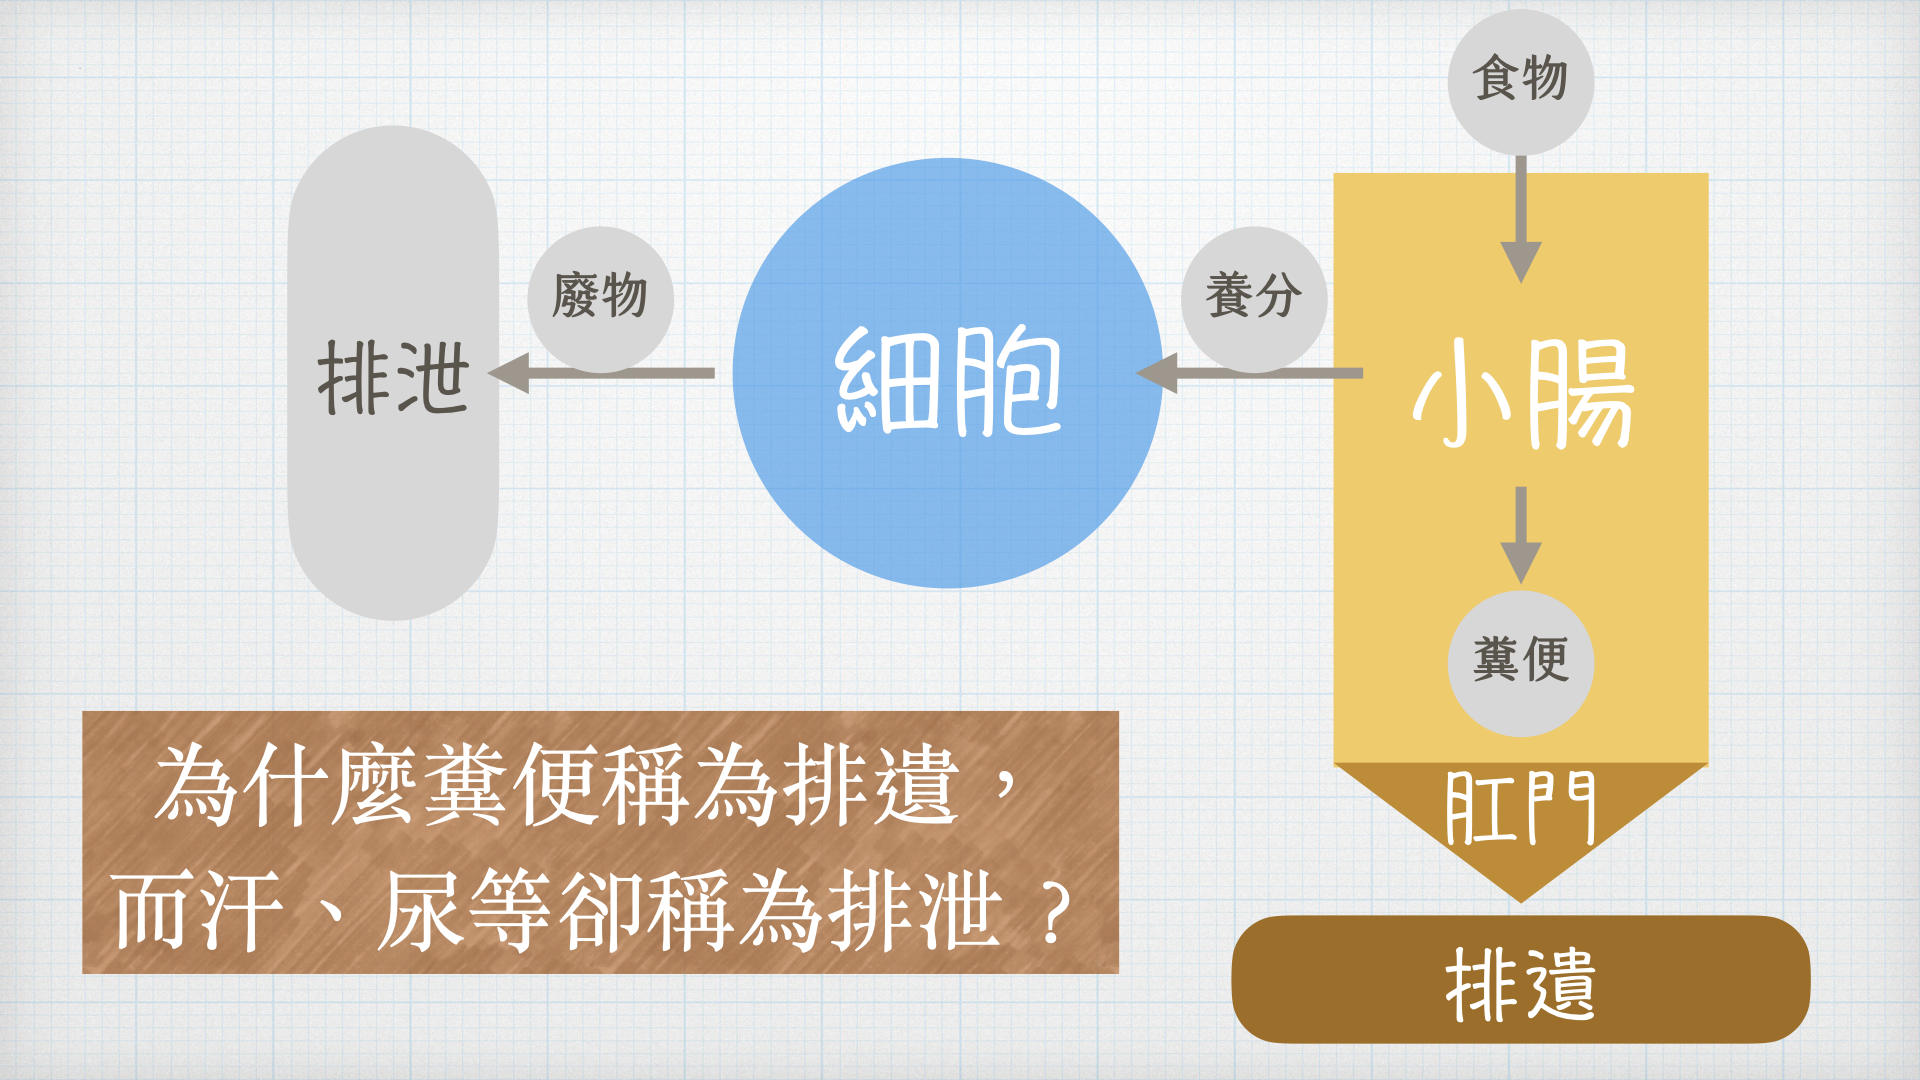 食物
廢物
養分
排泄
細胞
小腸
糞便
為什麼糞便稱為排遺，
而汗、尿等卻稱為排泄？
肛門
排遺